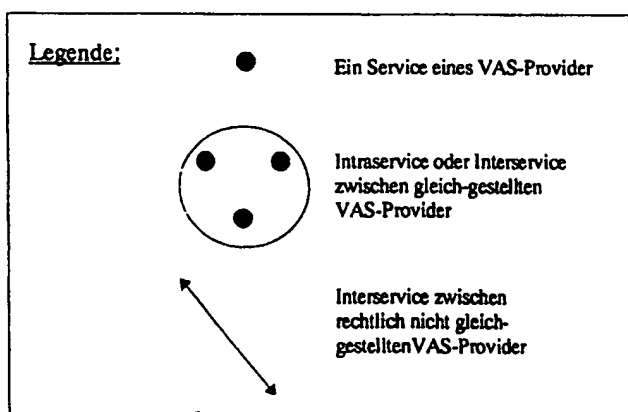 Legende:
Ein Service eines VAS-Provider
Intraservice oder Interservice
zwischen gleich-gestellten
VAS-Provider
Interservice zwischen
rechtlich nicht gleich-
gestelltenVAS-Provider